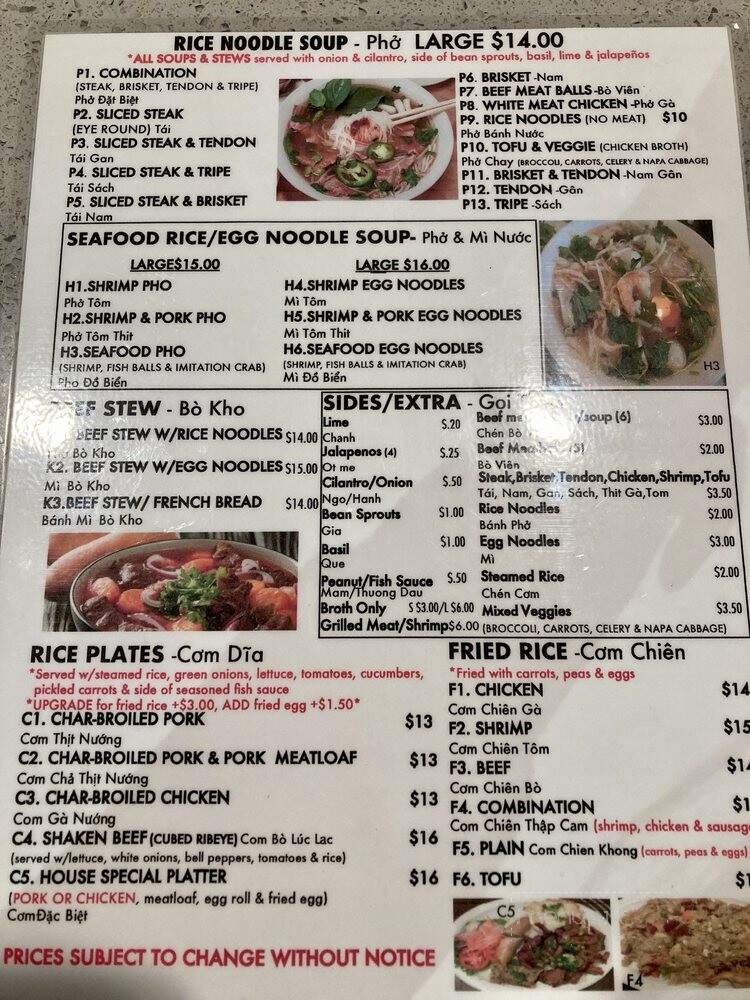 RICE NOODLE SOUP - Phở LARGE $14.00
*ALL SOUPS & STEWS served with onion & cilantro, side of bean sprouts, basil, lime & jalapeños
P1. COMBINATION
(STEAK, BRISKET, TENDON & TRIPE)
Phở Đặt Biệt
P2. SLICED STEAK
(EYE ROUND) Tái
P3. SLICED STEAK & TENDON
Tái Gan
P4. SLICED STEAK & TRIPE
Tái Sách
P5. SLICED STEAK & BRISKET
Tái Nam
P6. BRISKET -Nam
P7. BEEF MEAT BALLS -Bò Viên
P8. WHITE MEAT CHICKEN -Phở Gà
P9. RICE NOODLES (NO MEAT) $10
Phở Bánh Nước
P10. TOFU & VEGGIE (CHICKEN BROTH)
Phở Chay (BROCCOLI, CARROTS, CELERY & NAPA CABBAGE)
P11. BRISKET & TENDON -Nam Gân
P12. TENDON -Gân
P13. TRIPE -Sách
SEAFOOD RICE/EGG NOODLE SOUP- Phở & Mì Nước
LARGE$15.00
H1.SHRIMP PHO
Phở Tôm
H2.SHRIMP & PORK PHO
Phở Tôm Thit
H3.SEAFOOD PHO
(SHRIMP, FISH BALLS & IMITATION CRAB)
Pho Đồ Biển
LARGE $16.00
H4.SHRIMP EGG NOODLES
Mì Tôm
H5.SHRIMP & PORK EGG NOODLES
Mì Tôm Thit
H6.SEAFOOD EGG NOODLES
(SHRIMP, FISH BALLS & IMITATION CRAB)
Mì Đồ Biển
H3
STEW - Bò Kho
BEEF STEW W/RICE NOODLES $14.00
Bò Kho
K2. BEEF STEW W/EGG NOODLES $15.00
Mì Bò Kho
K3.BEEF STEW/ FRENCH BREAD $14.00
Bánh Mì Bò Kho
SIDES/EXTRA - Goi
Lime $.20
Chanh
Jalapenos (4) $.25
Ot me
Cilantro/Onion $.50
Ngo/Hanh
Bean Sprouts $1.00
Gia
Basil $1.00
Que
Peanut/Fish Sauce $.50
Mam/Thuong Dau
Broth Only S $3.00/L $6.00
Grilled Meat/Shrimp $6.00
Beef /soup (6) $3.00
Chén Bò
Beef (5) $2.00
Bò Viên
Steak,Brisket,Tendon,Chicken,Shrimp,Tofu
Tái, Nam, Gan, Sách, Thit Gà,Tom $3.50
Rice Noodles $2.00
Bánh Phở
Egg Noodles $3.00
Mì
Steamed Rice $2.00
Chén Cơm
Mixed Veggies $3.50
(BROCCOLI, CARROTS, CELERY & NAPA CABBAGE)
RICE PLATES -Cơm Dĩa
*Served w/steamed rice, green onions, lettuce, tomatoes, cucumbers,
pickled carrots & side of seasoned fish sauce
*UPGRADE for fried rice +$3.00, ADD fried egg +$1.50*
C1. CHAR-BROILED PORK $13
Cơm Thịt Nướng
C2. CHAR-BROILED PORK & PORK MEATLOAF $13
Cơm Chả Thịt Nướng
C3. CHAR-BROILED CHICKEN $13
Com Gà Nướng
C4. SHAKEN BEEF (CUBED RIBEYE) Com Bò Lúc Lac $16
(served w/lettuce, white onions, bell peppers, tomatoes & rice)
C5. HOUSE SPECIAL PLATTER $16
(PORK OR CHICKEN, meatloaf, egg roll & fried egg)
CơmĐặc Biệt
FRIED RICE -Cơm Chiên
*Fried with carrots, peas & eggs
F1. CHICKEN $14
Cơm Chiên Gà
F2. SHRIMP $15
Cơm Chiên Tôm
F3. BEEF
Cơm Chiên Bò
F4. COMBINATION
Com Chiên Thập Cam (shrimp, chicken & sausage
F5. PLAIN Com Chien Khong (carrots, peas & eggs)
F6. TOFU
C5
F4
PRICES SUBJECT TO CHANGE WITHOUT NOTICE